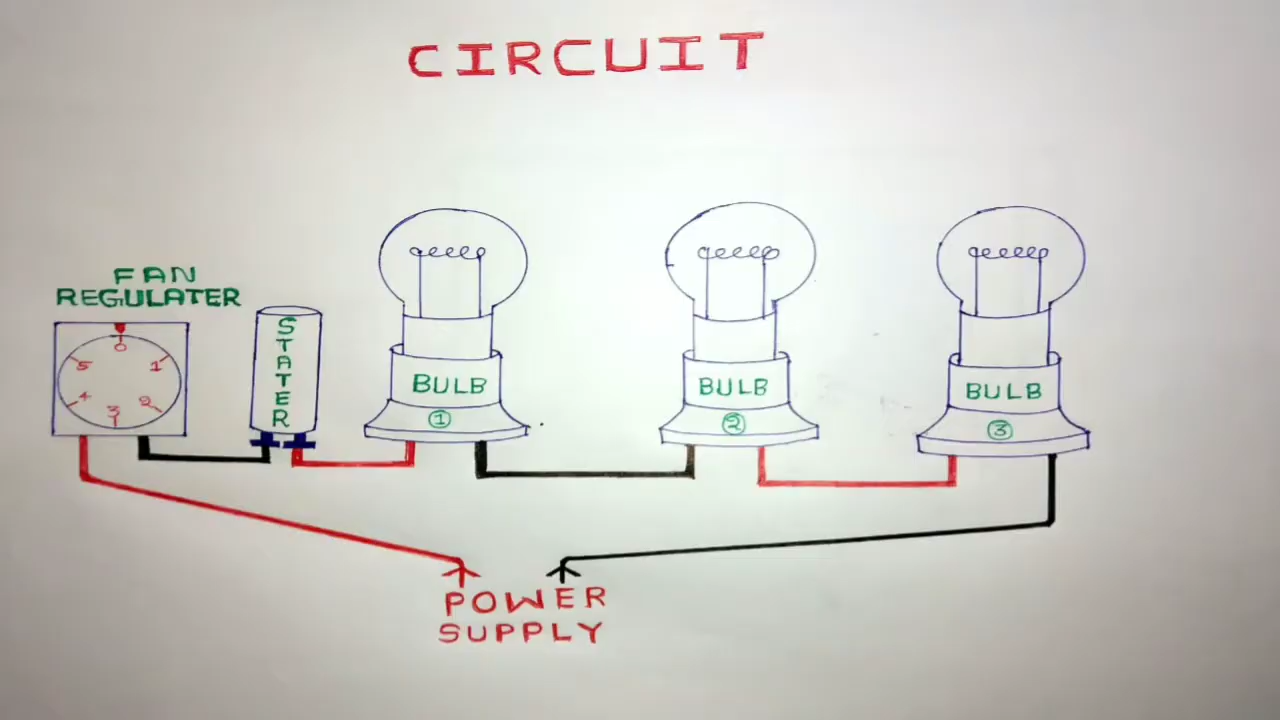 CIRCUIT
FAN
REGULATER
0
1
2
3
4
5
STATER
BULB
1
BULB
2
BULB
3
POWER
SUPPLY